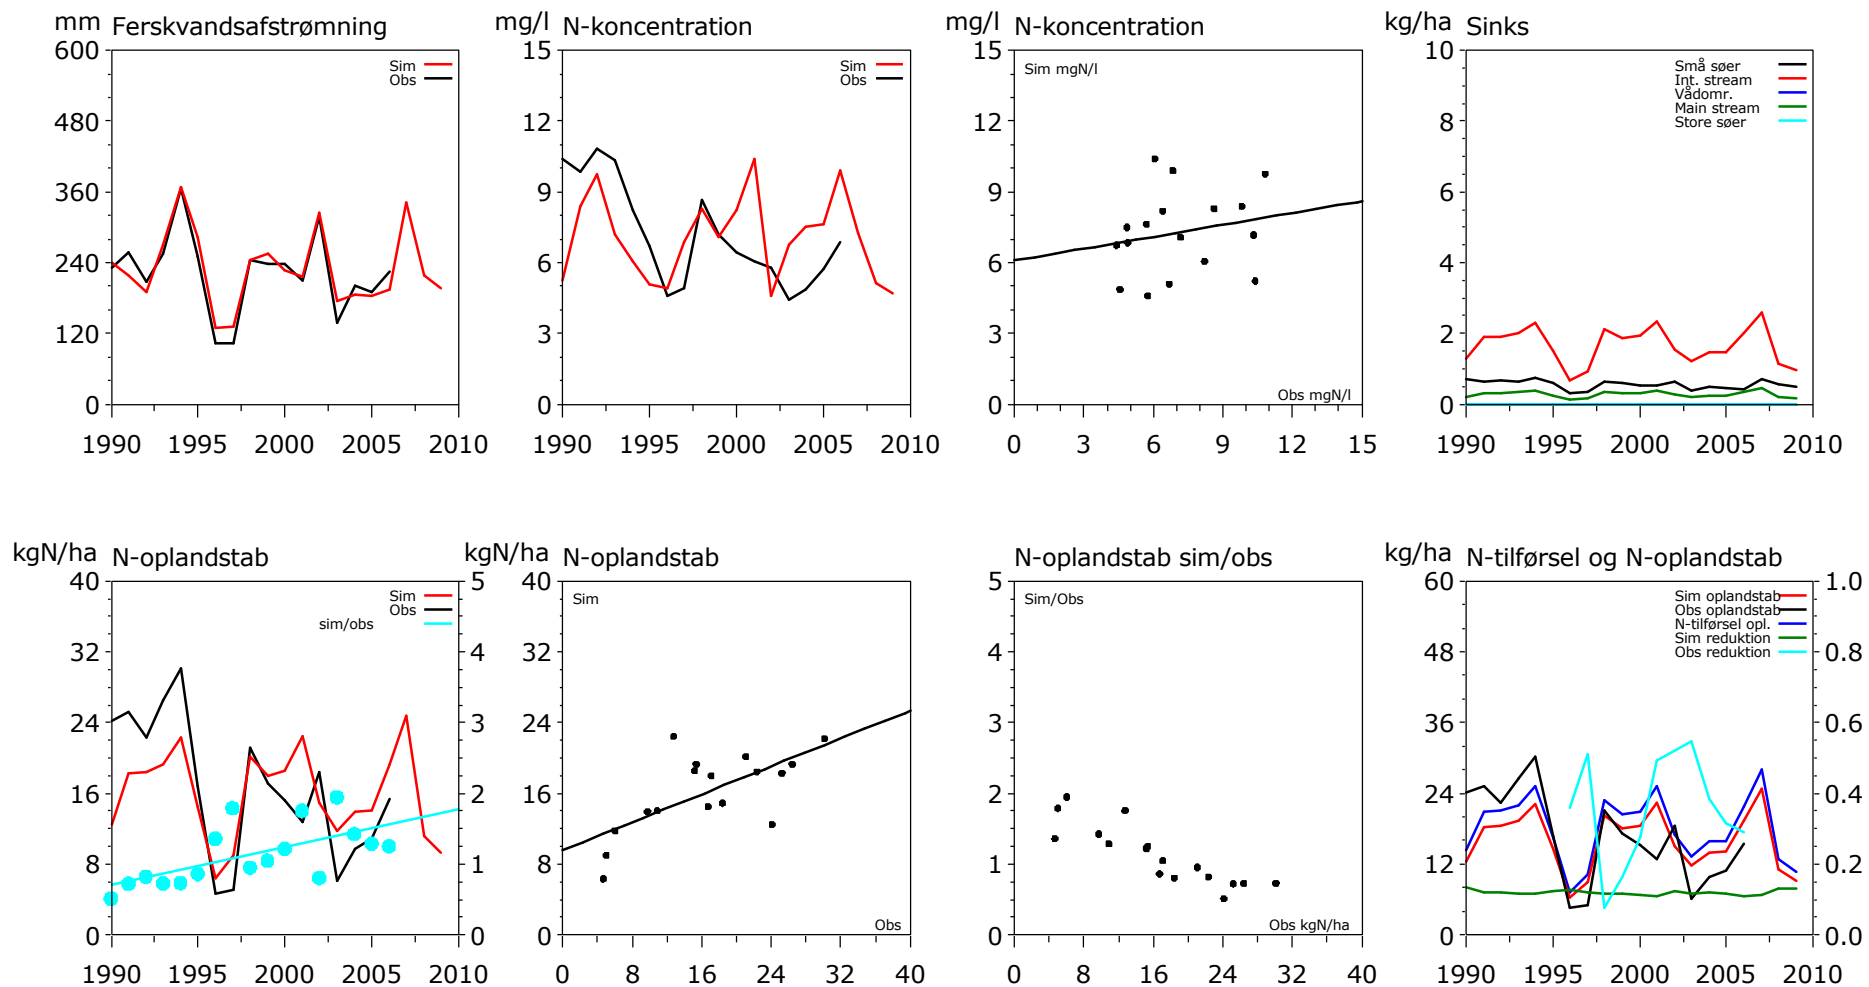 mm Ferskvandsafstrømning
600
480
360
240
120
0
1990 1995 2000 2005 2010
Sim
Obs
mg/l N-koncentration
15
12
9
6
3
0
1990 1995 2000 2005 2010
Sim
Obs
mg/l N-koncentration
15
12
9
6
3
0
0 3 6 9 12 15
Sim mgN/l
Obs mgN/l
kg/ha Sinks
10
8
6
4
2
0
1990 1995 2000 2005 2010
Små søer
Int. stream
Vådomr.
Main stream
Store søer
kgN/ha N-oplandstab
40
32
24
16
8
0
1990 1995 2000 2005 2010
5
4
3
2
1
0
Sim
Obs
sim/obs
kgN/ha N-oplandstab
40
32
24
16
8
0
0 8 16 24 32 40
Sim
Obs
N-oplandstab sim/obs
5
4
3
2
1
0
0 8 16 24 32 40
Sim/Obs
Obs kgN/ha
kg/ha N-tilførsel og N-oplandstab
60
48
36
24
12
0
1990 1995 2000 2005 2010
1.0
0.8
0.6
0.4
0.2
0.0
Sim oplandstab
Obs oplandstab
N-tilførsel opl.
Sim reduktion
Obs reduktion